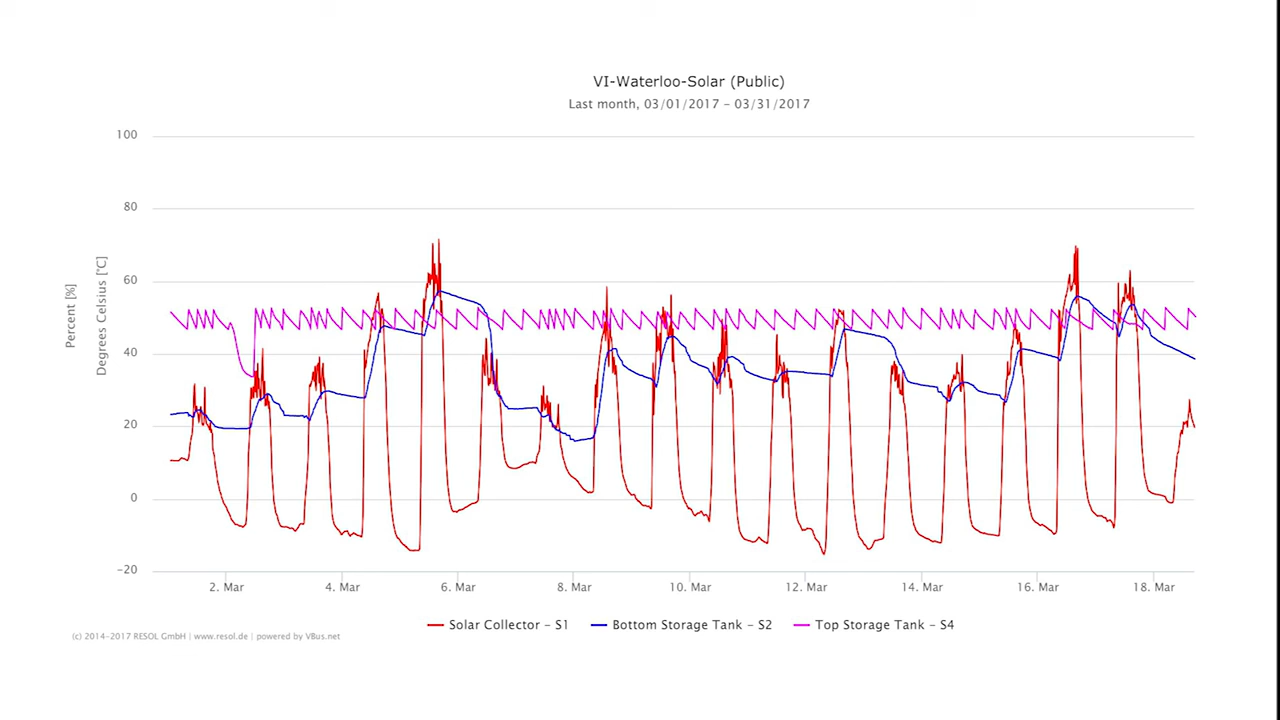 VI-Waterloo-Solar (Public)
Last month, 03/01/2017 - 03/31/2017
Percent [%]
Degrees Celsius [°C]
100
80
60
40
20
0
-20
2. Mar
4. Mar
6. Mar
8. Mar
10. Mar
12. Mar
14. Mar
16. Mar
18. Mar
Solar Collector - S1
Bottom Storage Tank - S2
Top Storage Tank - S4
(c) 2014-2017 RESOL GmbH | www.resol.de | powered by VBus.net